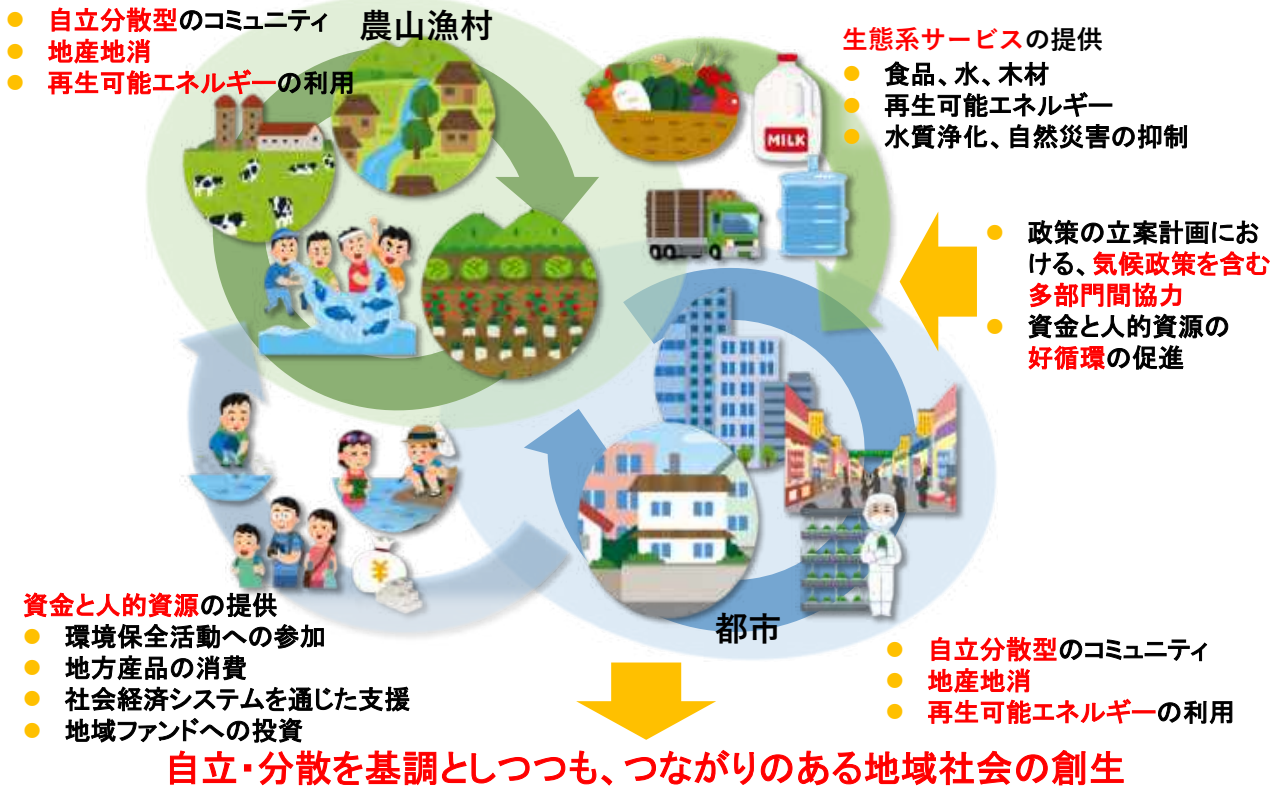 ● 自立分散型のコミュニティ
● 地産地消
● 再生可能エネルギーの利用
農山漁村
生態系サービスの提供
● 食品、水、木材
● 再生可能エネルギー
● 水質浄化、自然災害の抑制
MILK
● 政策の立案計画にお
ける、気候政策を含む
多部門間協力
● 資金と人的資源の
好循環の促進
¥
資金と人的資源の提供
● 環境保全活動への参加
● 地方産品の消費
● 社会経済システムを通じた支援
● 地域ファンドへの投資
都市
● 自立分散型のコミュニティ
● 地産地消
● 再生可能エネルギーの利用
自立・分散を基調としつつも、つながりのある地域社会の創生